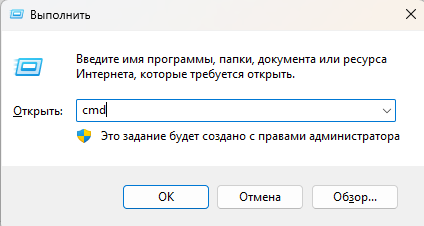 Выполнить
Введите имя программы, папки, документа или ресурса
Интернета, которые требуется открыть.
Открыть: cmd
Это задание будет создано с правами администратора
ОК Отмена Обзор...